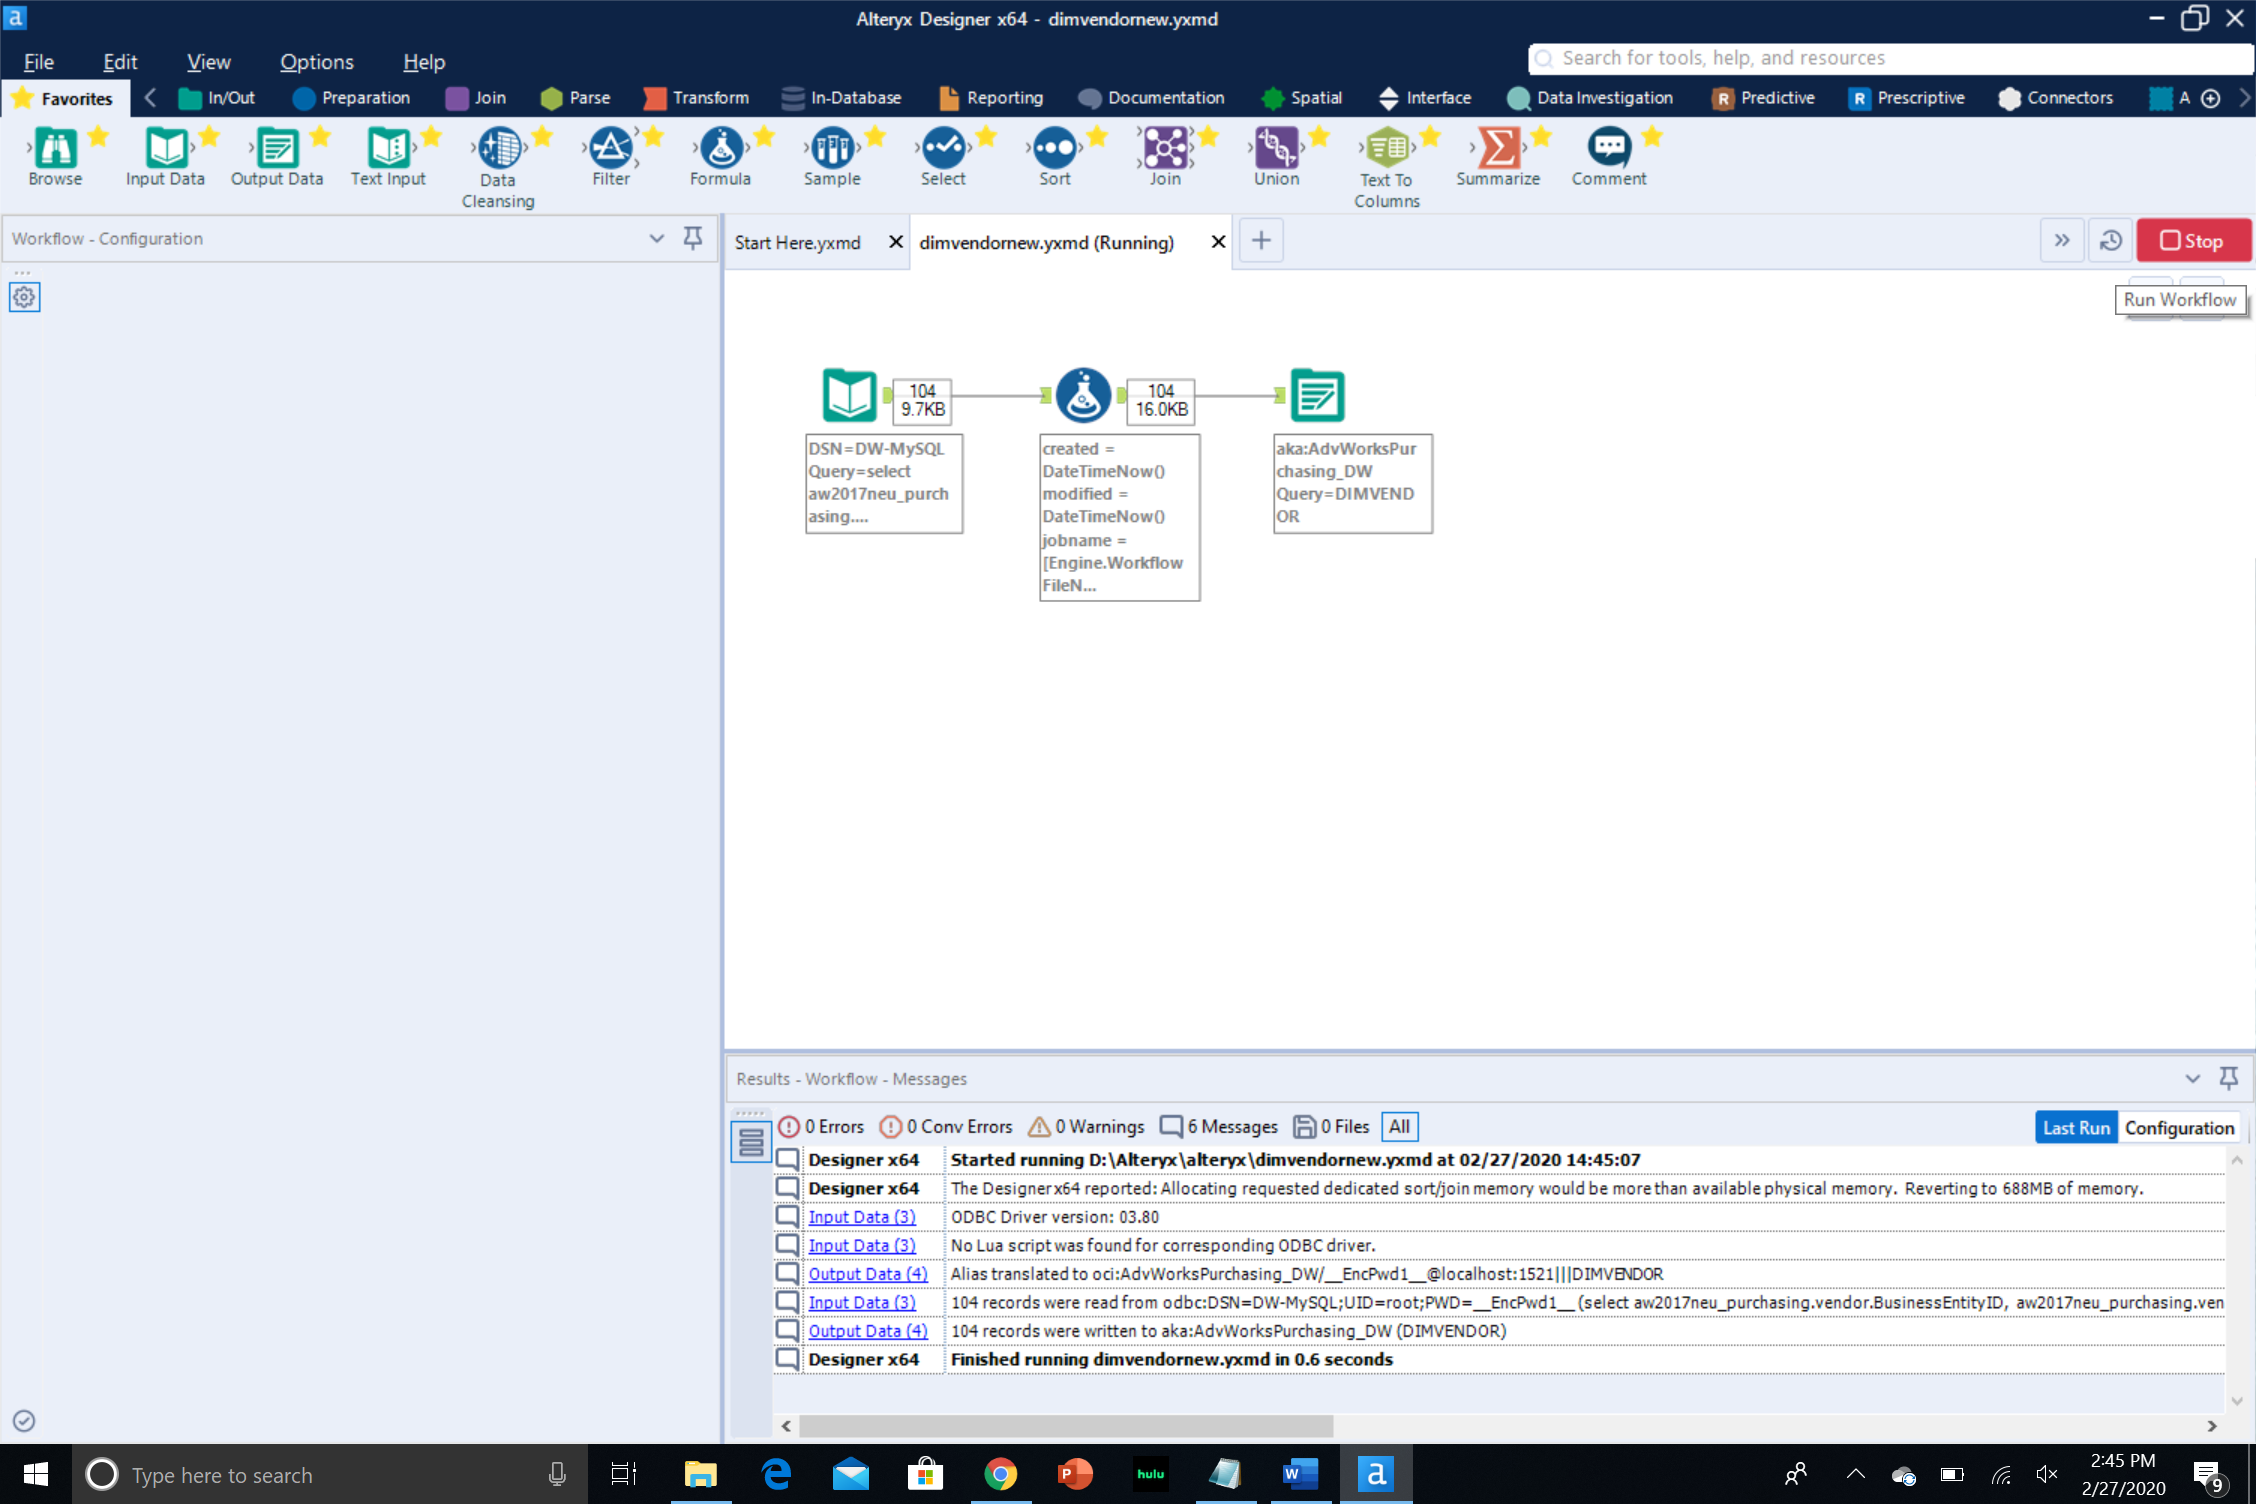 a
Alteryx Designer x64 - dimvendornew.yxmd
File Edit View Options Help
Search for tools, help, and resources
Favorites In/Out Preparation Join Parse Transform In-Database Reporting Documentation Spatial Interface Data Investigation Predictive Prescriptive Connectors A
R R
Browse Input Data Output Data Text Input Data Cleansing Filter Formula Sample Select Sort Join Union Text To Columns Summarize Comment
Workflow - Configuration
Start Here.yxmd
dimvendornew.yxmd (Running)
Stop
Run Workflow
104
9.7KB
104
16.0KB
DSN=DW-MySQL
Query=select
aw2017neu_purch
asing....
created =
DateTimeNow()
modified =
DateTimeNow()
jobname =
[Engine.Workflow
FileN...
aka:AdvWorksPur
chasing_DW
Query=DIMVEND
OR
Results - Workflow - Messages
0 Errors 0 Conv Errors 0 Warnings 6 Messages 0 Files All
Last Run Configuration
Designer x64 Started running D:\Alteryx\alteryx\dimvendornew.yxmd at 02/27/2020 14:45:07
Designer x64 The Designer x64 reported: Allocating requested dedicated sort/join memory would be more than available physical memory. Reverting to 688MB of memory.
Input Data (3) ODBC Driver version: 03.80
Input Data (3) No Lua script was found for corresponding ODBC driver.
Output Data (4) Alias translated to oci:AdvWorksPurchasing_DW/__EncPwd1__@localhost:1521|||DIMVENDOR
Input Data (3) 104 records were read from odbc:DSN=DW-MySQL;UID=root;PWD=__EncPwd1__ (select aw2017neu_purchasing.vendor.BusinessEntityID, aw2017neu_purchasing.ven
Output Data (4) 104 records were written to aka:AdvWorksPurchasing_DW (DIMVENDOR)
Designer x64 Finished running dimvendornew.yxmd in 0.6 seconds
Type here to search
P
hulu
W
a
2:45 PM
2/27/2020
9